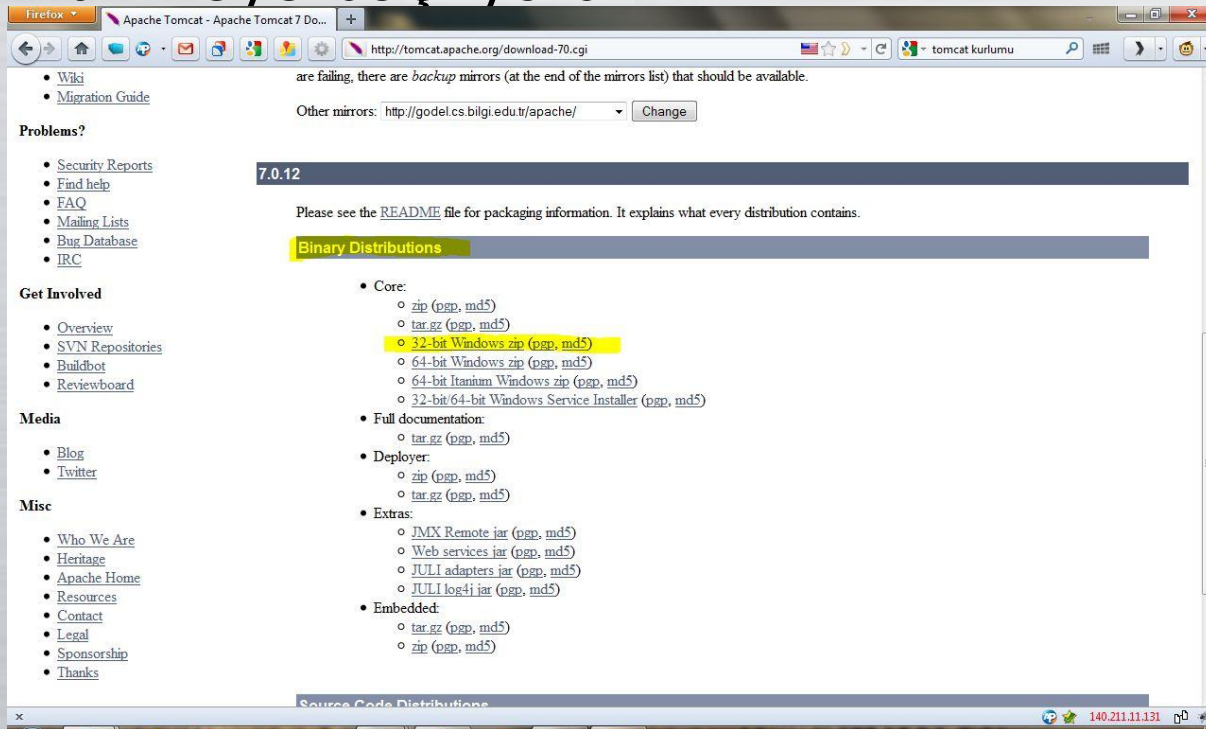 Firefox
Apache Tomcat - Apache Tomcat 7 Do...
http://tomcat.apache.org/download-70.cgi
tomcat kurlumu
Wiki
Migration Guide
Problems?
Security Reports
Find help
FAQ
Mailing Lists
Bug Database
IRC
Get Involved
Overview
SVN Repositories
Buildbot
Reviewboard
Media
Blog
Twitter
Misc
Who We Are
Heritage
Apache Home
Resources
Contact
Legal
Sponsorship
Thanks
are failing, there are backup mirrors (at the end of the mirrors list) that should be available.
Other mirrors: http://godel.cs.bilgi.edu.tr/apache/ Change
7.0.12
Please see the README file for packaging information. It explains what every distribution contains.
Binary Distributions
Core:
zip (pgp, md5)
tar.gz (pgp, md5)
32-bit Windows zip (pgp, md5)
64-bit Windows zip (pgp, md5)
64-bit Itanium Windows zip (pgp, md5)
32-bit/64-bit Windows Service Installer (pgp, md5)
Full documentation:
tar.gz (pgp, md5)
Deployer:
zip (pgp, md5)
tar.gz (pgp, md5)
Extras:
JMX Remote jar (pgp, md5)
Web services jar (pgp, md5)
JULI adapters jar (pgp, md5)
JULI log4j jar (pgp, md5)
Embedded:
tar.gz (pgp, md5)
zip (pgp, md5)
Source Code Distributions
x
140.211.11.131